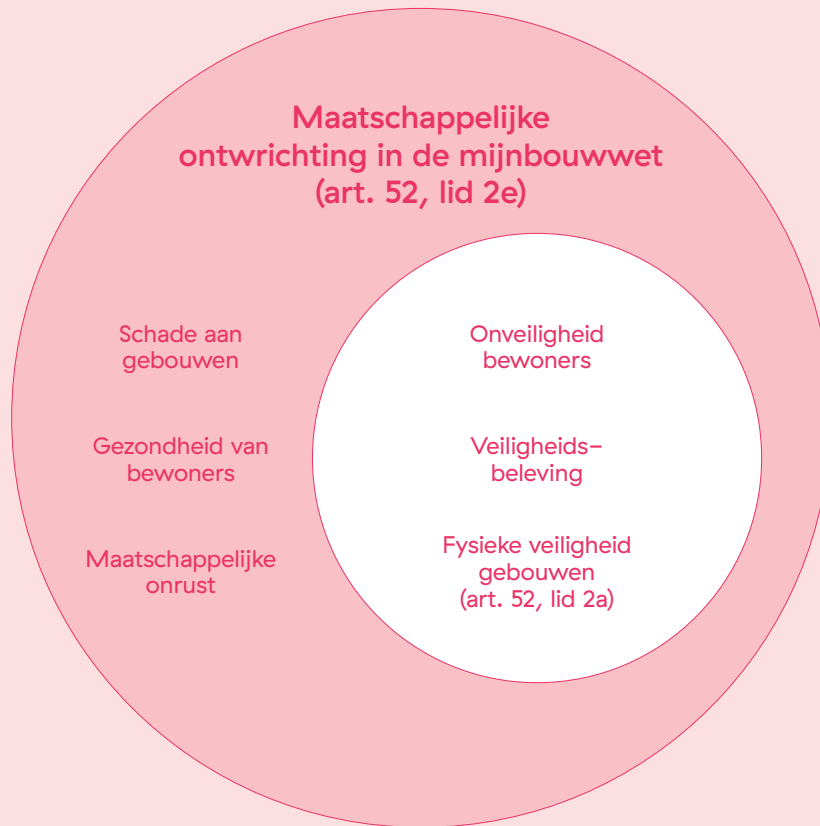 Maatschappelijke
ontwrichting in de mijnbouwwet
(art. 52, lid 2e)
Schade aan
gebouwen
Gezondheid van
bewoners
Maatschappelijke
onrust
Onveiligheid
bewoners
Veiligheids–
beleving
Fysieke veiligheid
gebouwen
(art. 52, lid 2a)